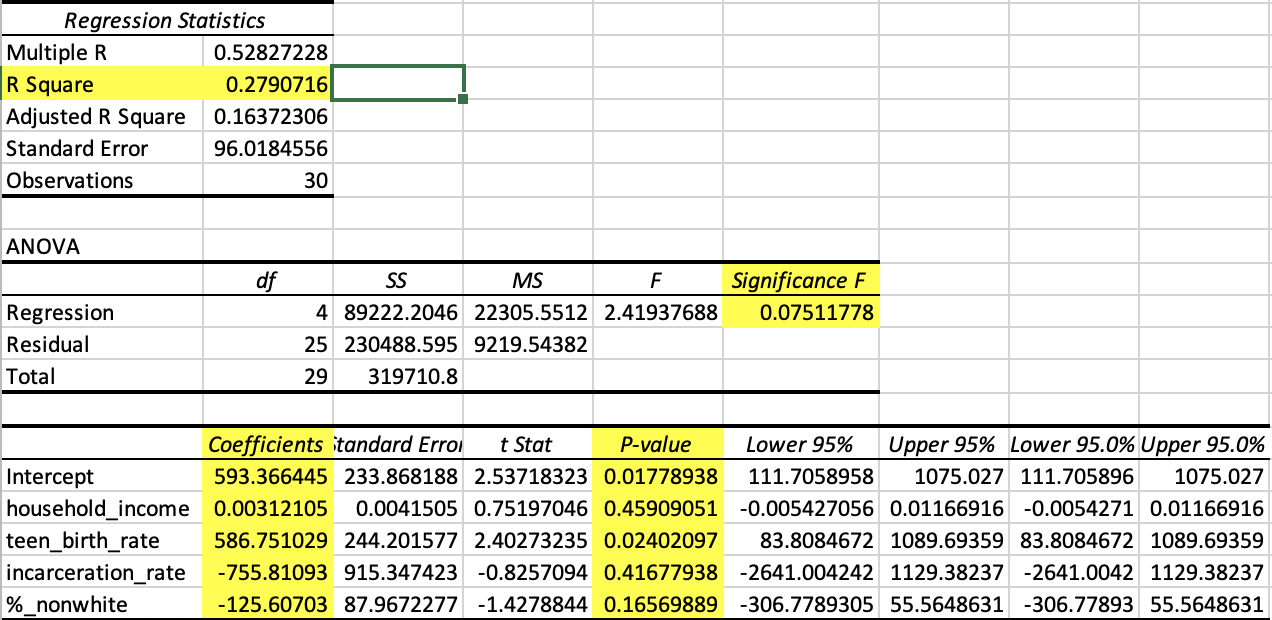 Regression Statistics
Multiple R 0.52827228
R Square 0.2790716
Adjusted R Square 0.16372306
Standard Error 96.0184556
Observations 30
ANOVA
df SS MS F Significance F
Regression 4 89222.2046 22305.5512 2.41937688 0.07511778
Residual 25 230488.595 9219.54382
Total 29 319710.8
Coefficients Standard Error t Stat P-value Lower 95% Upper 95% Lower 95.0% Upper 95.0%
Intercept 593.366445 233.868188 2.53718323 0.01778938 111.7058958 1075.027 111.705896 1075.027
household_income 0.00312105 0.0041505 0.75197046 0.45909051 -0.005427056 0.01166916 -0.0054271 0.01166916
teen_birth_rate 586.751029 244.201577 2.40273235 0.02402097 83.8084672 1089.69359 83.8084672 1089.69359
incarceration_rate -755.81093 915.347423 -0.8257094 0.41677938 -2641.004242 1129.38237 -2641.0042 1129.38237
%_nonwhite -125.60703 87.9672277 -1.4278844 0.16569889 -306.7789305 55.5648631 -306.77893 55.5648631